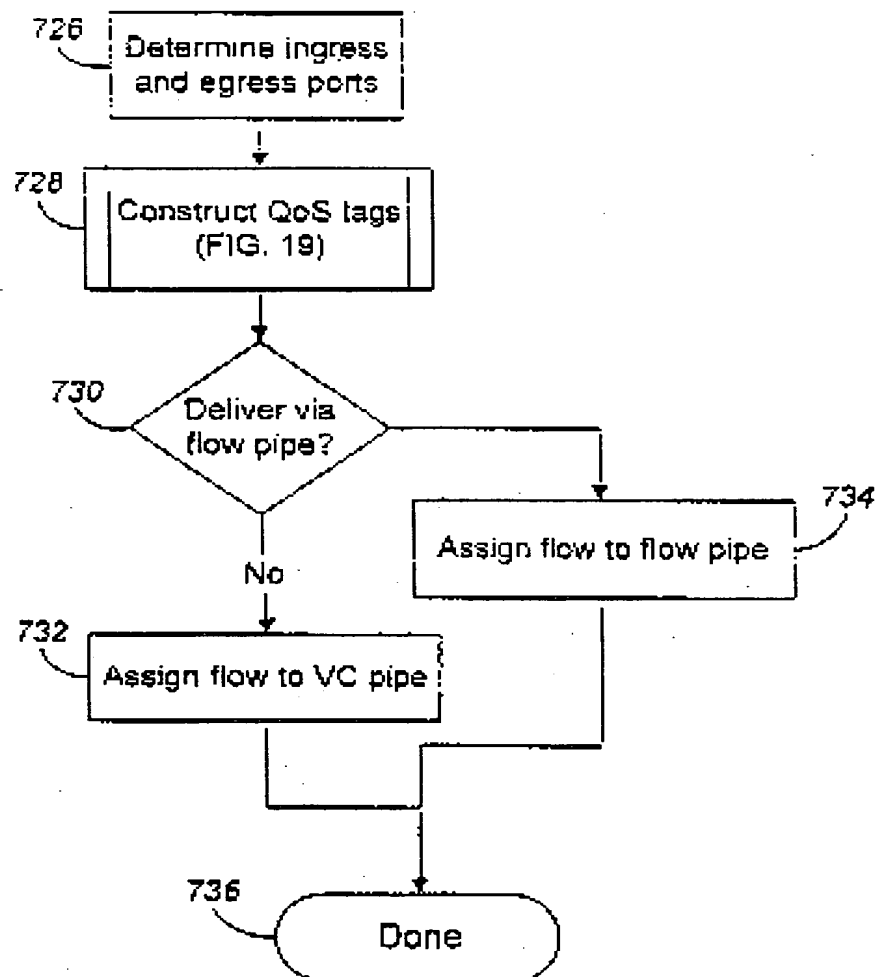 726
Determine ingress
and egress ports
728
Construct QoS tags
(FIG. 19)
730
Deliver via
flow pipe?
734
Assign flow to flow pipe
No
732
Assign flow to VC pipe
736
Done